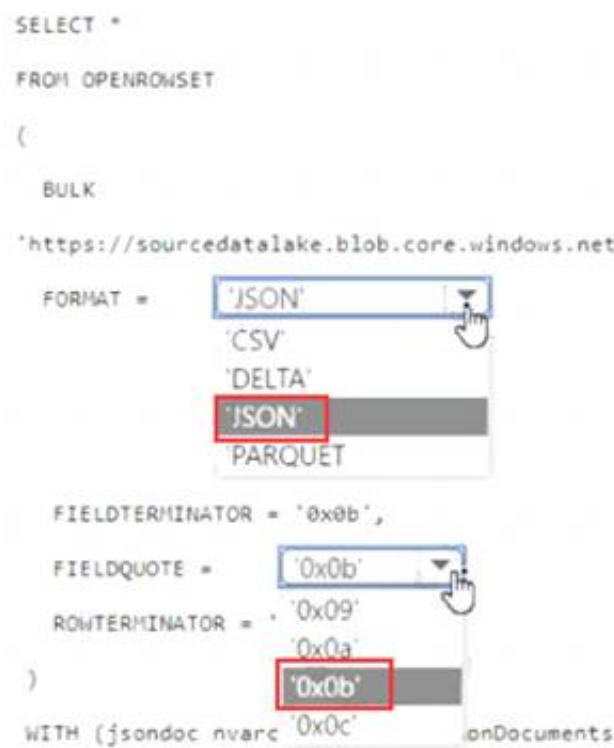 SELECT *
FROM OPENROWSET
(
BULK
'https://sourcedatalake.blob.core.windows.net
FORMAT = 'JSON'
'CSV'
'DELTA'
'JSON'
'PARQUET
FIELDTERMINATOR = '0x0b',
FIELDQUOTE = '0x0b'
'0x09'
ROWTERMINATOR = '
'0x0a'
'0x0b'
)
'0x0c'
WITH (jsondoc nvarc onDocuments